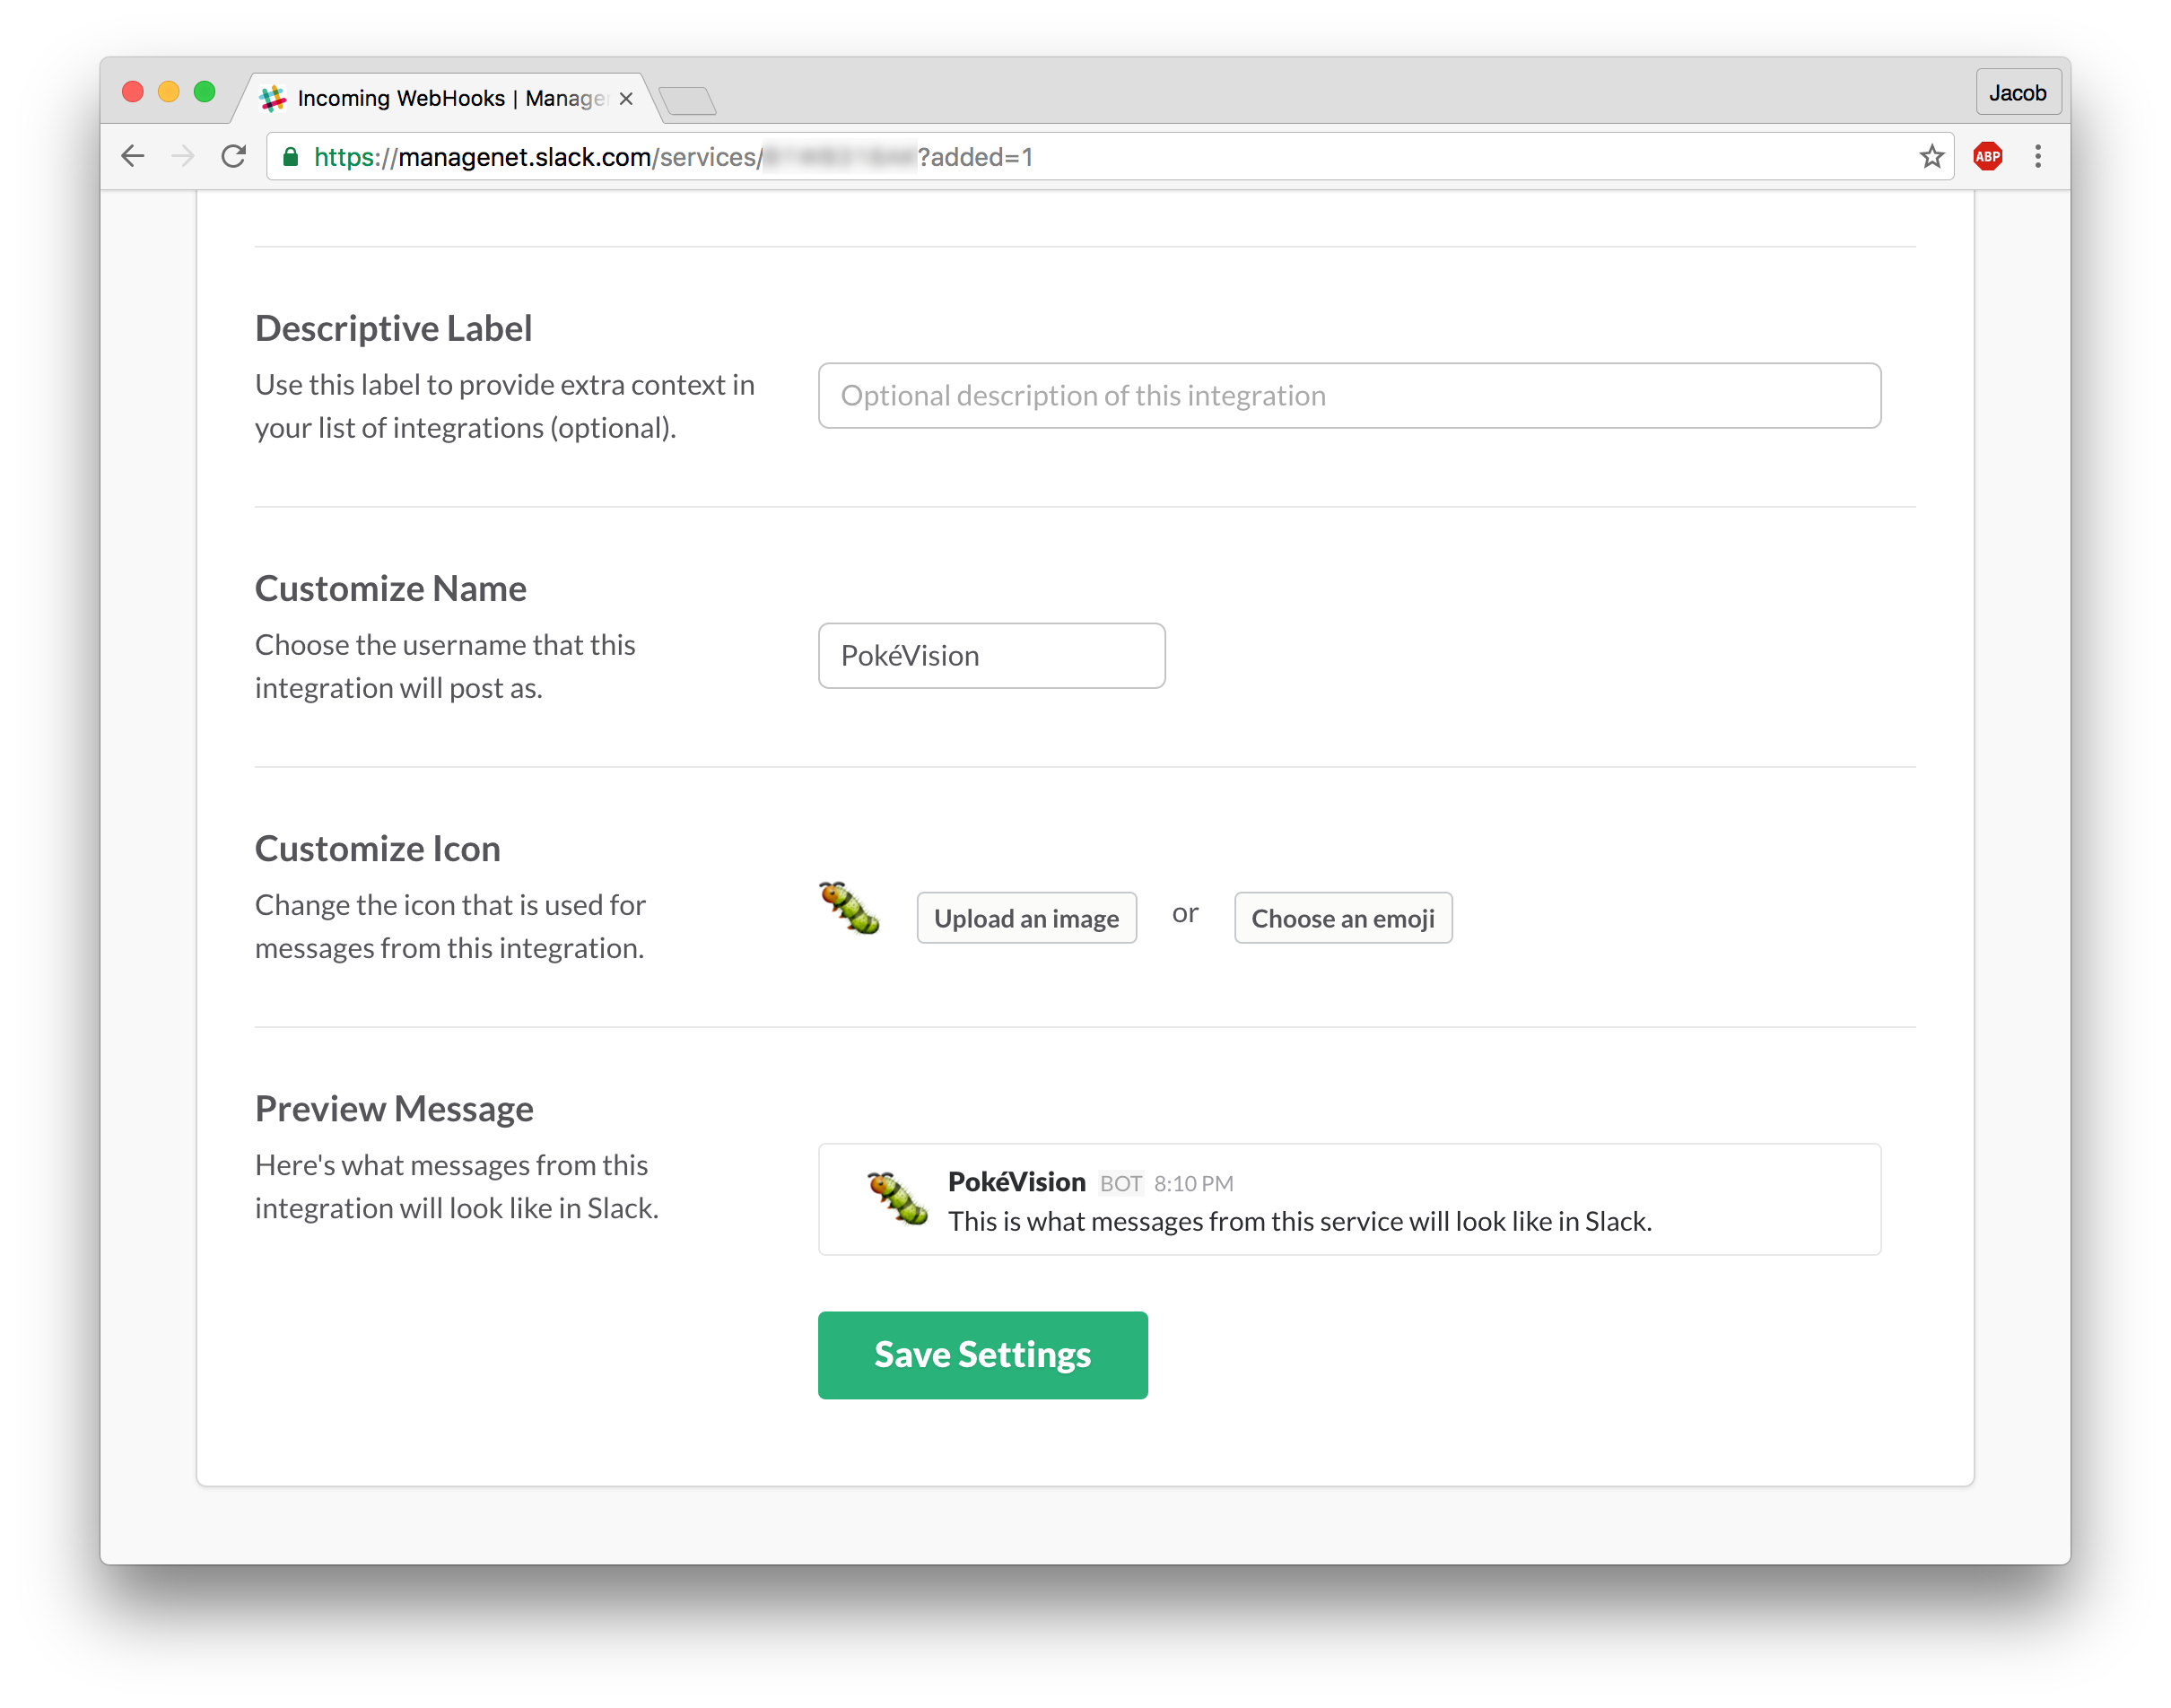 Incoming WebHooks | Manage
Jacob
https://managenet.slack.com/services/ ?added=1
ABP
Descriptive Label
Use this label to provide extra context in
your list of integrations (optional).
Optional description of this integration
Customize Name
Choose the username that this
integration will post as.
PokéVision
Customize Icon
Change the icon that is used for
messages from this integration.
Upload an image or Choose an emoji
Preview Message
Here's what messages from this
integration will look like in Slack.
PokéVision BOT 8:10 PM
This is what messages from this service will look like in Slack.
Save Settings